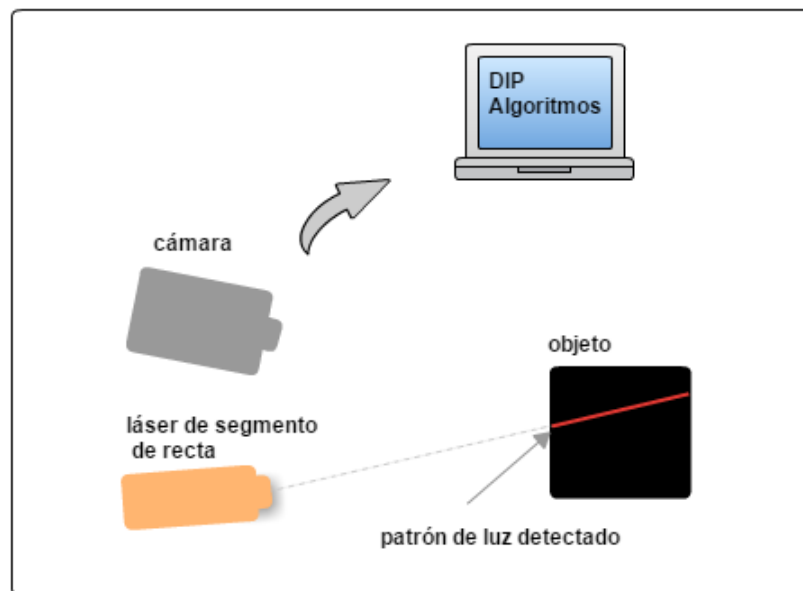 DIP
Algoritmos
cámara
objeto
láser de segmento
de recta
patrón de luz detectado